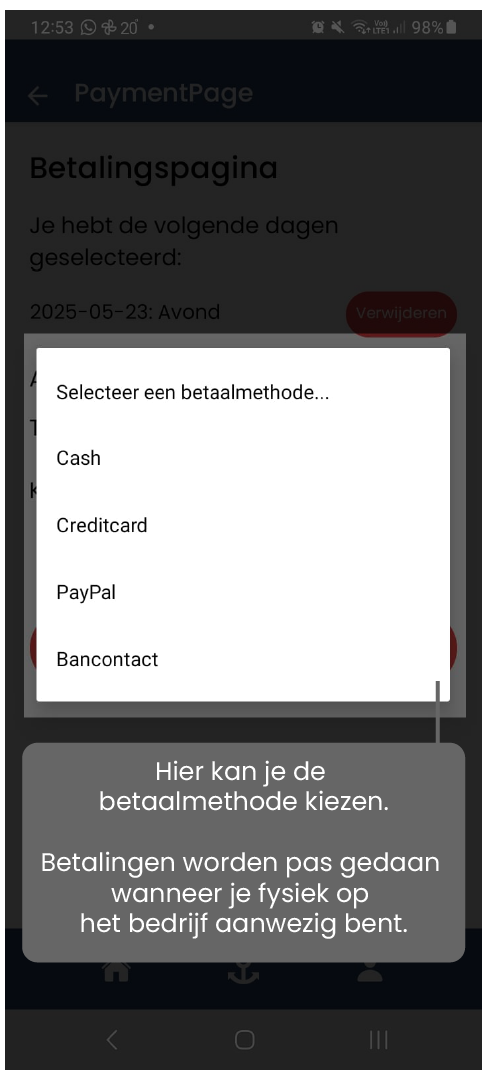 12:53 20° •
Vo))
LTE1 98%
PaymentPage
Betalingspagina
Je hebt de volgende dagen
geselecteerd:
2025-05-23: Avond
Verwijderen
A
T
K
Selecteer een betaalmethode...
Cash
Creditcard
PayPal
Bancontact
Hier kan je de
betaalmethode kiezen.
Betalingen worden pas gedaan
wanneer je fysiek op
het bedrijf aanwezig bent.